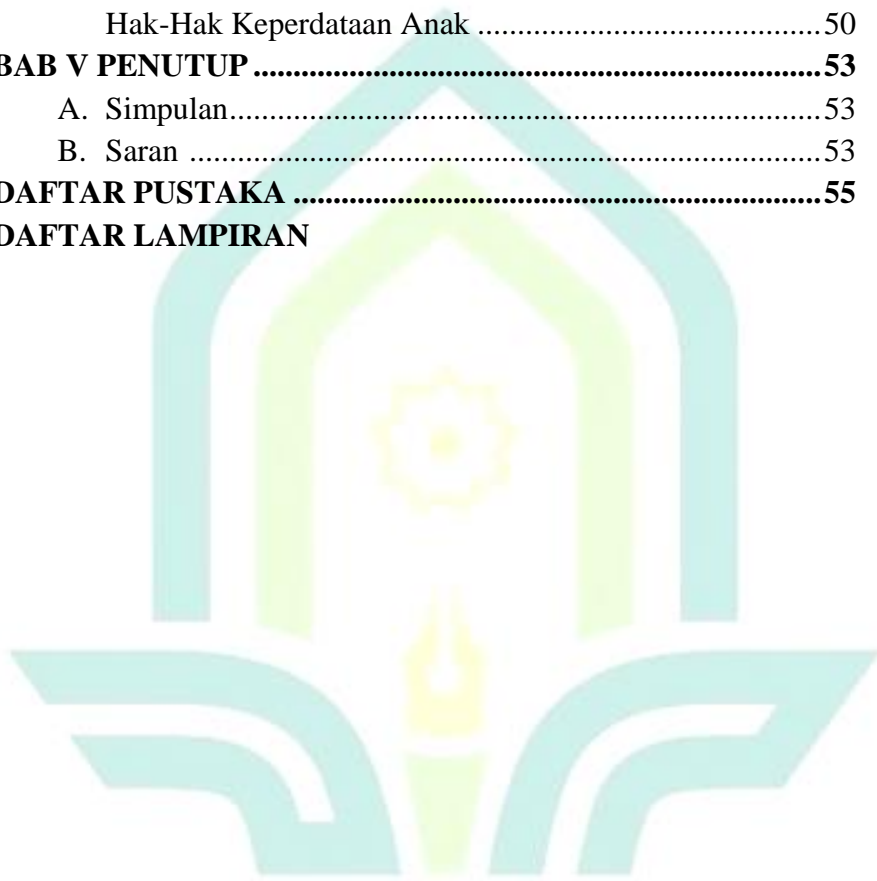 Hak-Hak Keperdataan Anak ............................................50
BAB V PENUTUP .........................................................................53
A. Simpulan............................................................................53
B. Saran .................................................................................53
DAFTAR PUSTAKA ....................................................................55
DAFTAR LAMPIRAN